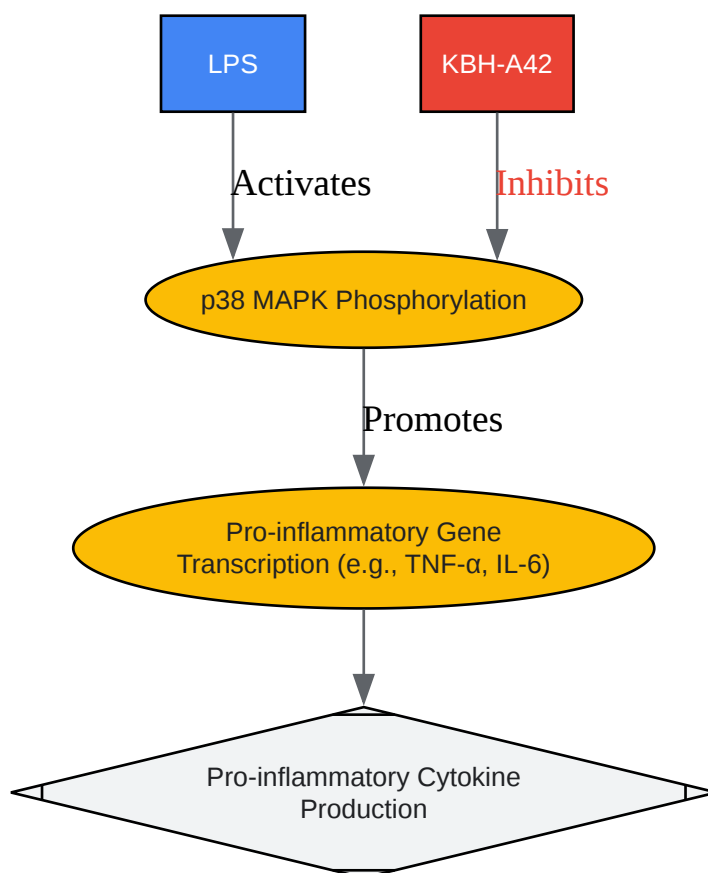 LPS
KBH-A42
Activates
Inhibits
p38 MAPK Phosphorylation
Promotes
Pro-inflammatory Gene
Transcription (e.g., TNF-α, IL-6)
Pro-inflammatory Cytokine
Production